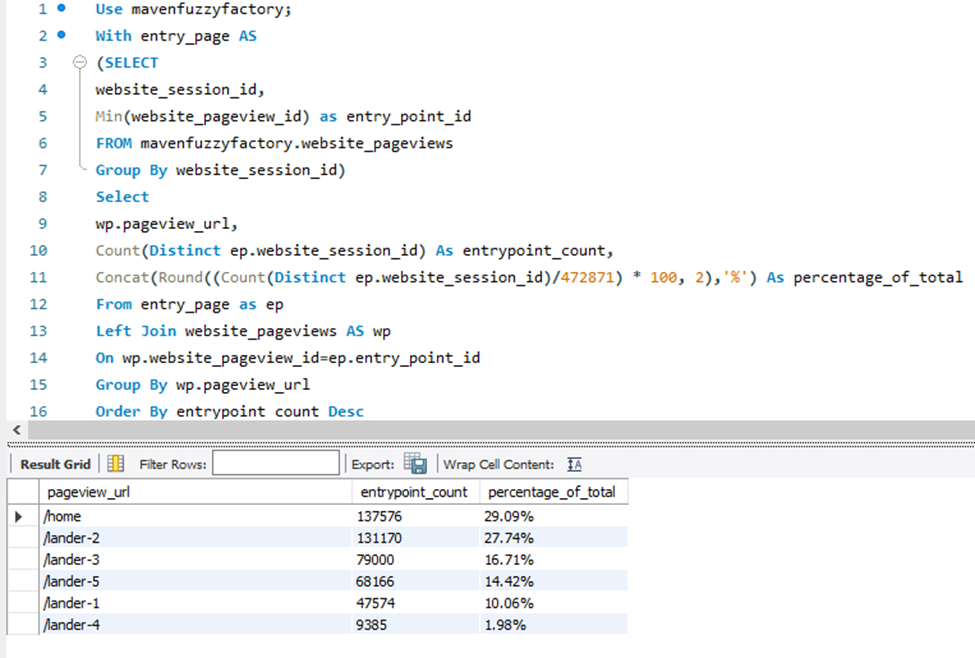 1 Use mavenfuzzyfactory;
2 With entry_page AS
3 (SELECT
4 website_session_id,
5 Min(website_pageview_id) as entry_point_id
6 FROM mavenfuzzyfactory.website_pageviews
7 Group By website_session_id)
8 Select
9 wp.pageview_url,
10 Count(Distinct ep.website_session_id) As entrypoint_count,
11 Concat(Round((Count(Distinct ep.website_session_id)/472871) * 100, 2),'%') As percentage_of_total
12 From entry_page as ep
13 Left Join website_pageviews AS wp
14 On wp.website_pageview_id=ep.entry_point_id
15 Group By wp.pageview_url
16 Order By entrypoint_count Desc
Result Grid Filter Rows: Export: Wrap Cell Content: IA
pageview_url entrypoint_count percentage_of_total
/home 137576 29.09%
/lander-2 131170 27.74%
/lander-3 79000 16.71%
/lander-5 68166 14.42%
/lander-1 47574 10.06%
/lander-4 9385 1.98%